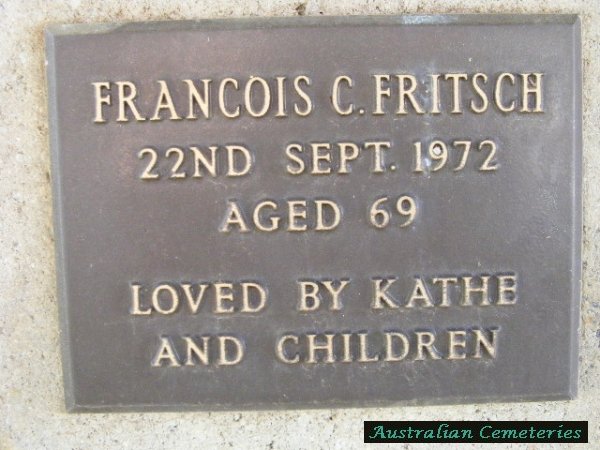 FRANCOIS C. FRITSCH
22ND SEPT. 1972
AGED 69
LOVED BY KATHE
AND CHILDREN
Australian Cemeteries